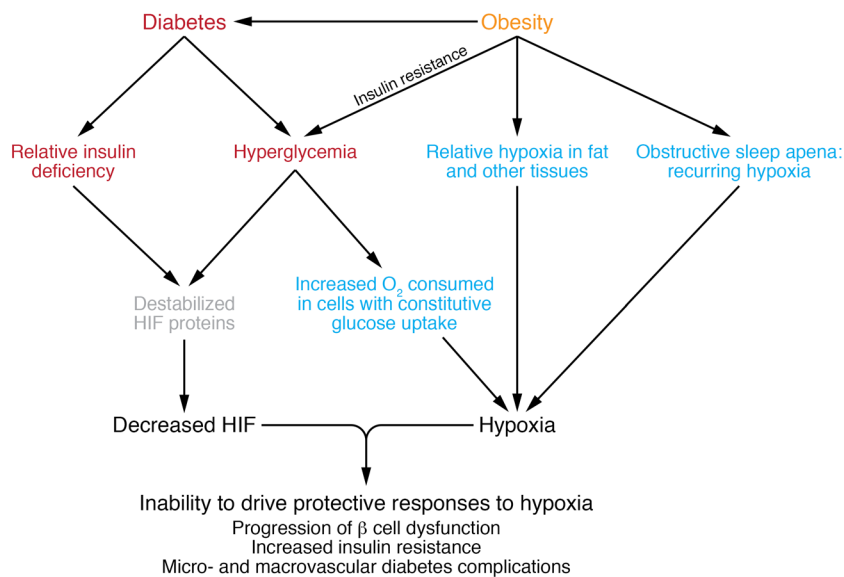 Diabetes
Obesity
Insulin resistance
Relative insulin
deficiency
Hyperglycemia
Relative hypoxia in fat
and other tissues
Obstructive sleep apena:
recurring hypoxia
Destabilized
HIF proteins
Increased O₂ consumed
in cells with constitutive
glucose uptake
Decreased HIF
Hypoxia
Inability to drive protective responses to hypoxia
Progression of β cell dysfunction
Increased insulin resistance
Micro- and macrovascular diabetes complications